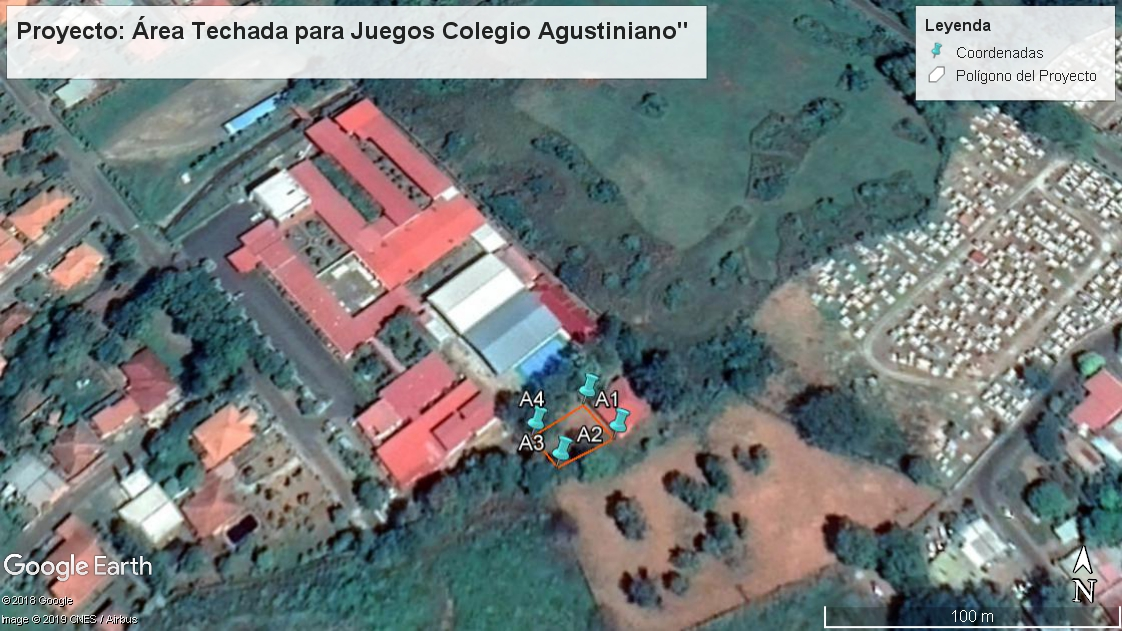 Proyecto: Área Techada para Juegos Colegio Agustiniano"
Leyenda
Coordenadas
Polígono del Proyecto
A4
A1
A3
A2
Google Earth
©2018 Google
Image © 2019 CNES / Airbus
N
100 m